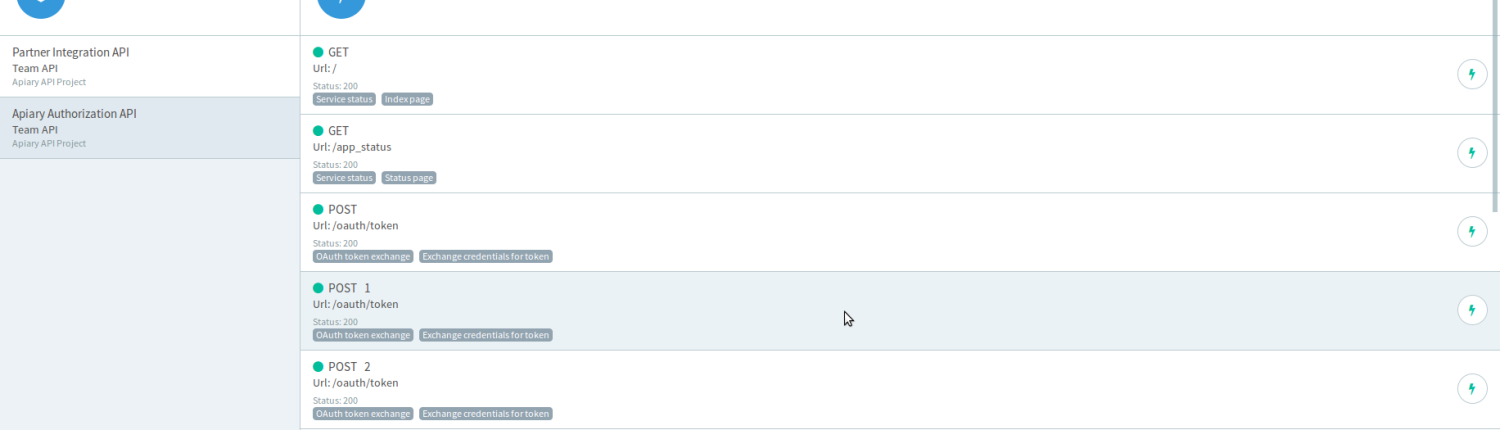 Partner Integration API
Team API
Apiary API Project
Apiary Authorization API
Team API
Apiary API Project
GET
Url: /
Status: 200
Service status Index page
GET
Url: /app_status
Status: 200
Service status Status page
POST
Url: /oauth/token
Status: 200
OAuth token exchange Exchange credentials for token
POST 1
Url: /oauth/token
Status: 200
OAuth token exchange Exchange credentials for token
POST 2
Url: /oauth/token
Status: 200
OAuth token exchange Exchange credentials for token